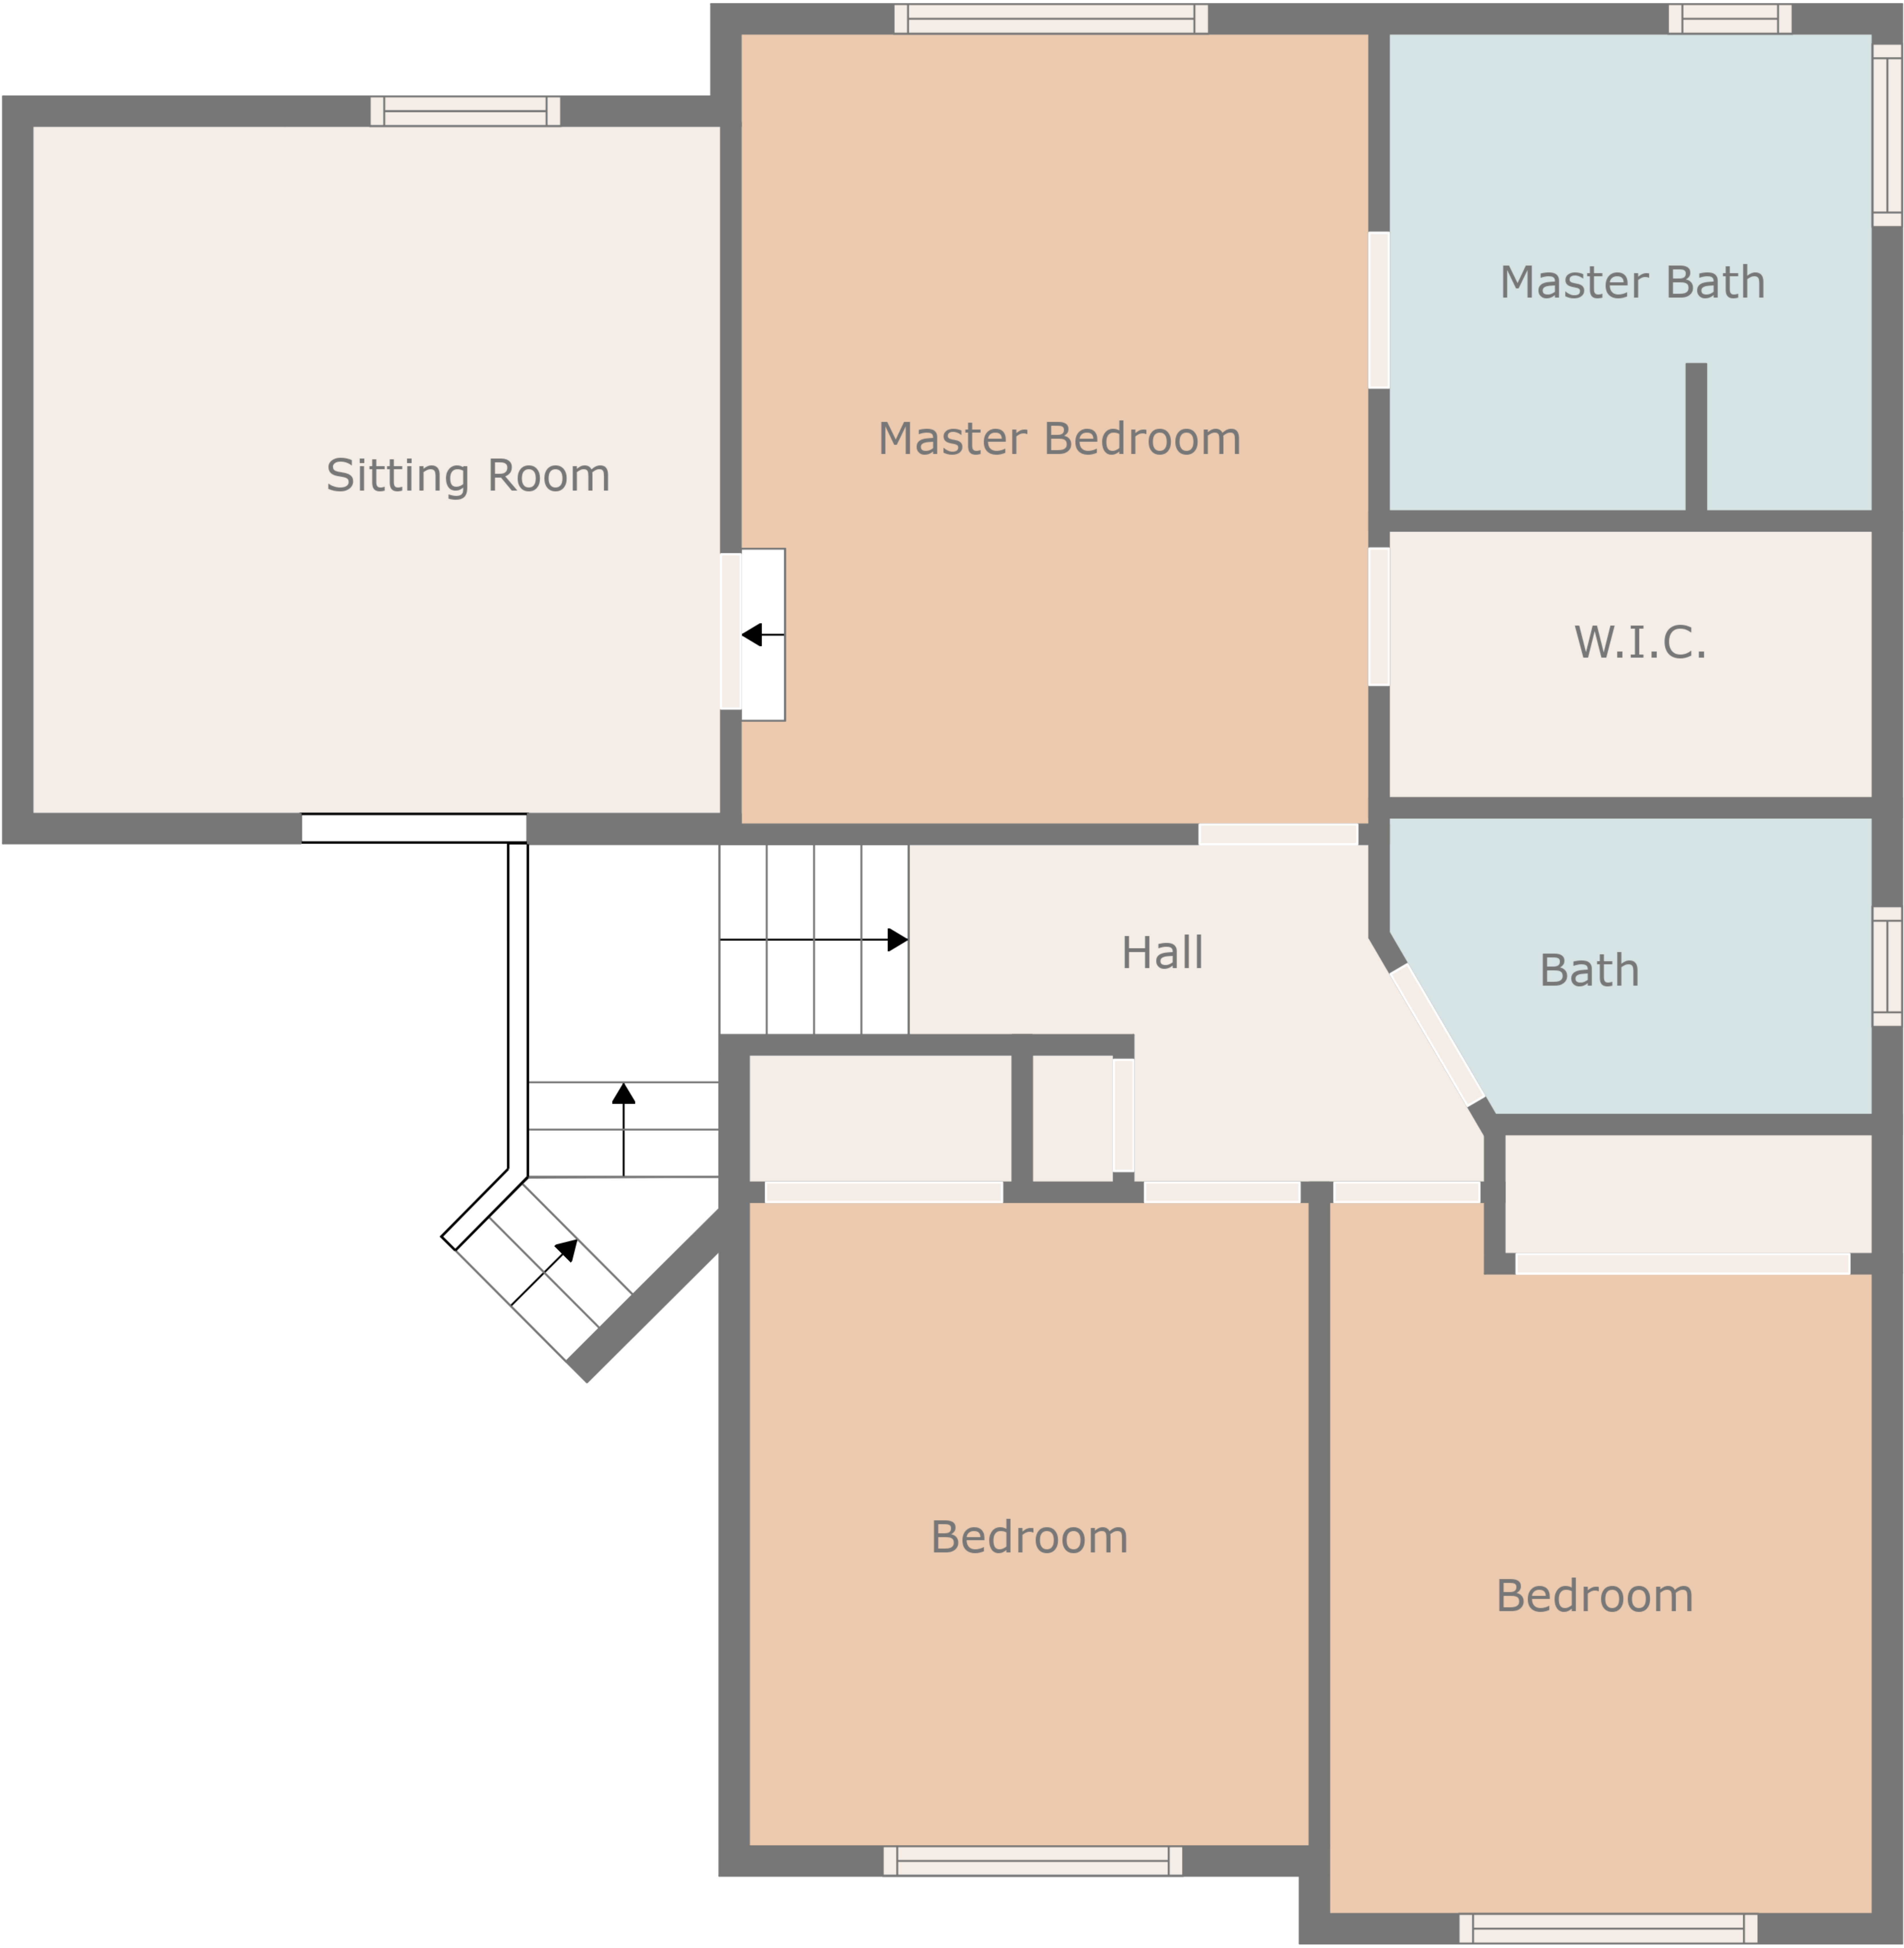 Master Bath
Master Bedroom
Sitting Room
W.I.C.
Hall
Bath
Bedroom
Bedroom